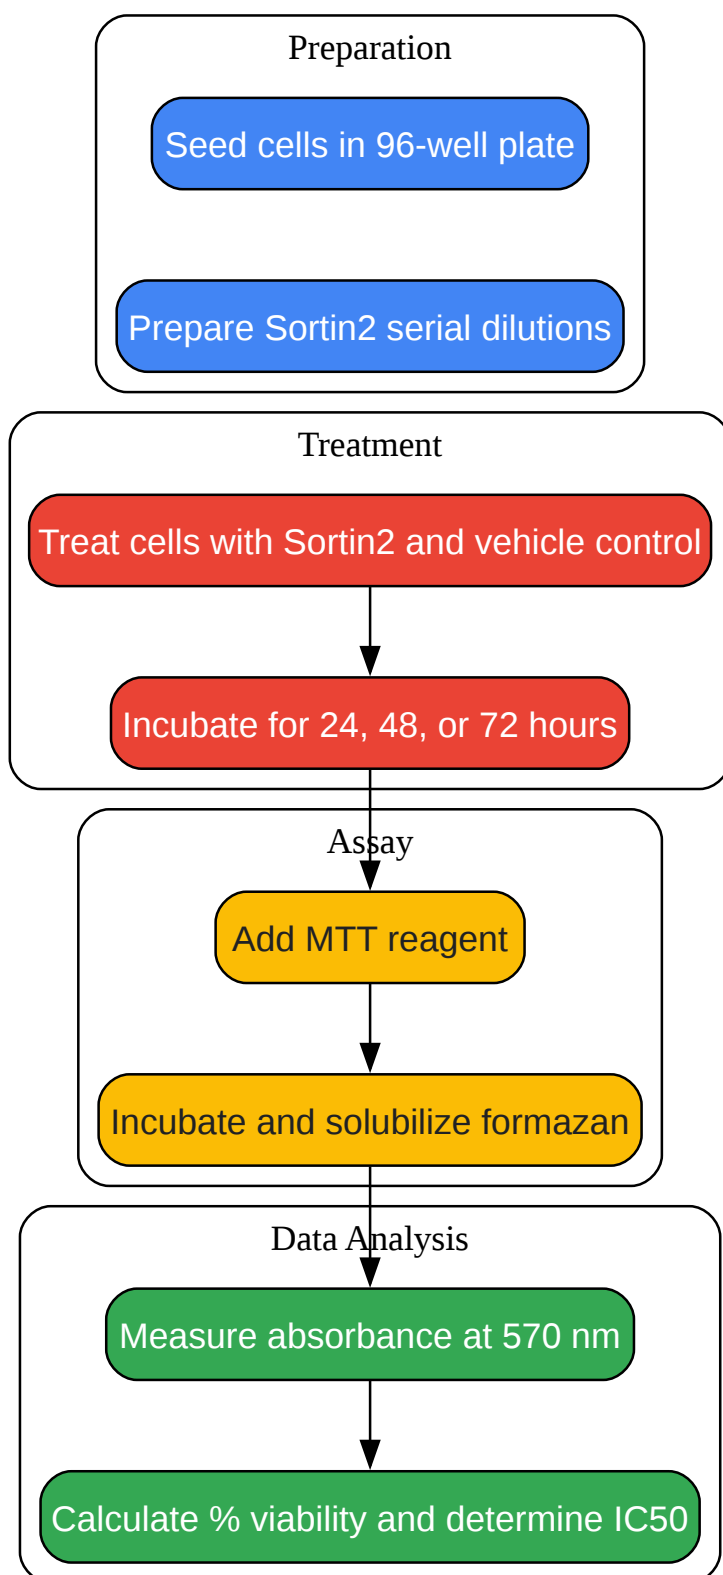 Preparation
Seed cells in 96-well plate
Prepare Sortin2 serial dilutions
Treatment
Treat cells with Sortin2 and vehicle control
Incubate for 24, 48, or 72 hours
Assay
Add MTT reagent
Incubate and solubilize formazan
Data Analysis
Measure absorbance at 570 nm
Calculate % viability and determine IC50